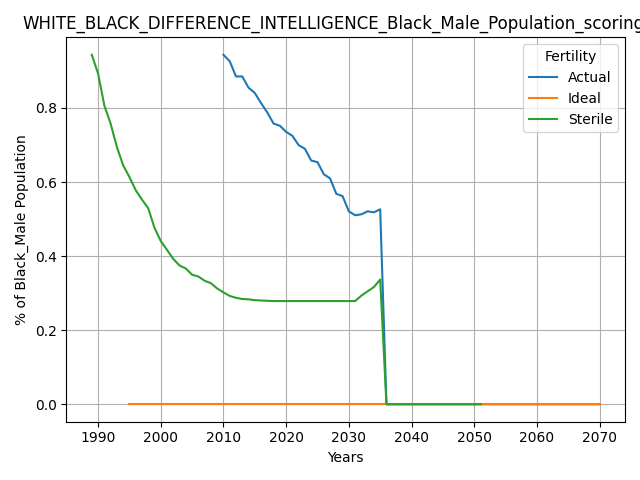 WHITE_BLACK_DIFFERENCE_INTELLIGENCE_Black_Male_Population_scoring
Fertility
Actual
Ideal
Sterile
% of Black_Male Population
0.8
0.6
0.4
0.2
0.0
1990 2000 2010 2020 2030 2040 2050 2060 2070
Years